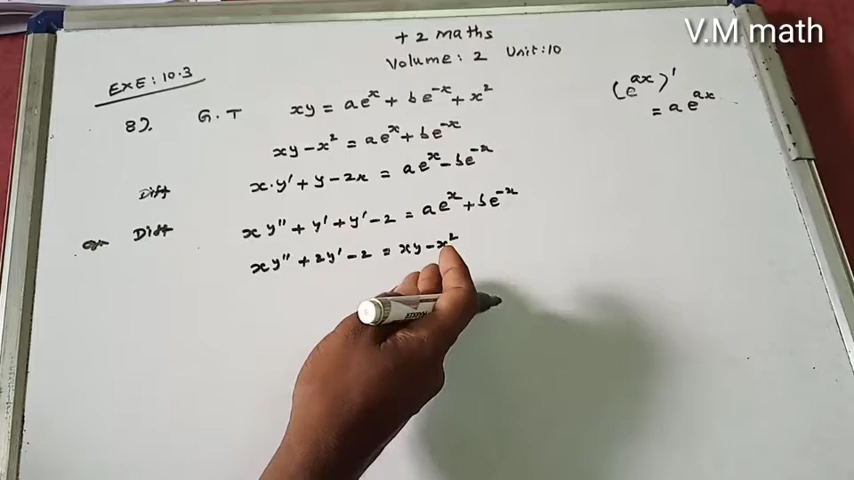 V.M math
+2 maths
Volume: 2 Unit:10
EXE: 10.3
8). G.T xy = ae^x + be^-x + x^2
(e^ax)'
= a e^ax
xy - x^2 = ae^x + be^-x
Diff x.y' + y - 2x = ae^x - be^-x
Diff xy'' + y' + y' - 2 = ae^x + be^-x
xy'' + 2y' - 2 = xy - x^2